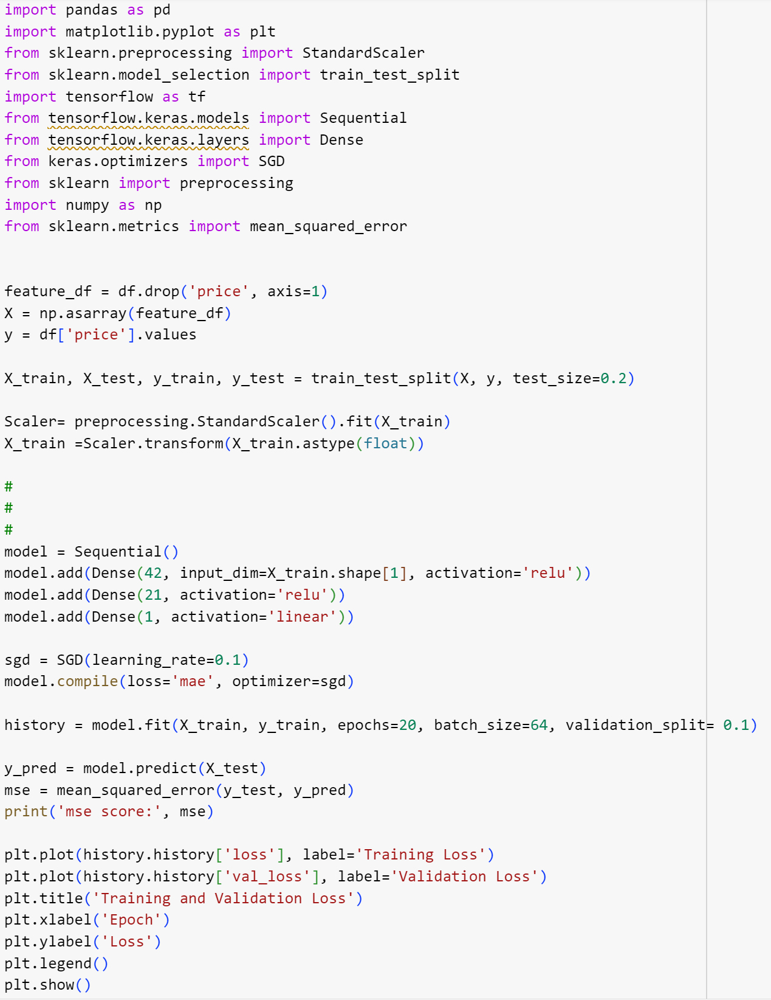 import pandas as pd
import matplotlib.pyplot as plt
from sklearn.preprocessing import StandardScaler
from sklearn.model_selection import train_test_split
import tensorflow as tf
from tensorflow.keras.models import Sequential
from tensorflow.keras.layers import Dense
from keras.optimizers import SGD
from sklearn import preprocessing
import numpy as np
from sklearn.metrics import mean_squared_error
feature_df = df.drop('price', axis=1)
X = np.asarray(feature_df)
y = df['price'].values
X_train, X_test, y_train, y_test = train_test_split(X, y, test_size=0.2)
Scaler= preprocessing.StandardScaler().fit(X_train)
X_train =Scaler.transform(X_train.astype(float))
#
#
#
model = Sequential()
model.add(Dense(42, input_dim=X_train.shape[1], activation='relu'))
model.add(Dense(21, activation='relu'))
model.add(Dense(1, activation='linear'))
sgd = SGD(learning_rate=0.1)
model.compile(loss='mae', optimizer=sgd)
history = model.fit(X_train, y_train, epochs=20, batch_size=64, validation_split= 0.1)
y_pred = model.predict(X_test)
mse = mean_squared_error(y_test, y_pred)
print('mse score:', mse)
plt.plot(history.history['loss'], label='Training Loss')
plt.plot(history.history['val_loss'], label='Validation Loss')
plt.title('Training and Validation Loss')
plt.xlabel('Epoch')
plt.ylabel('Loss')
plt.legend()
plt.show()